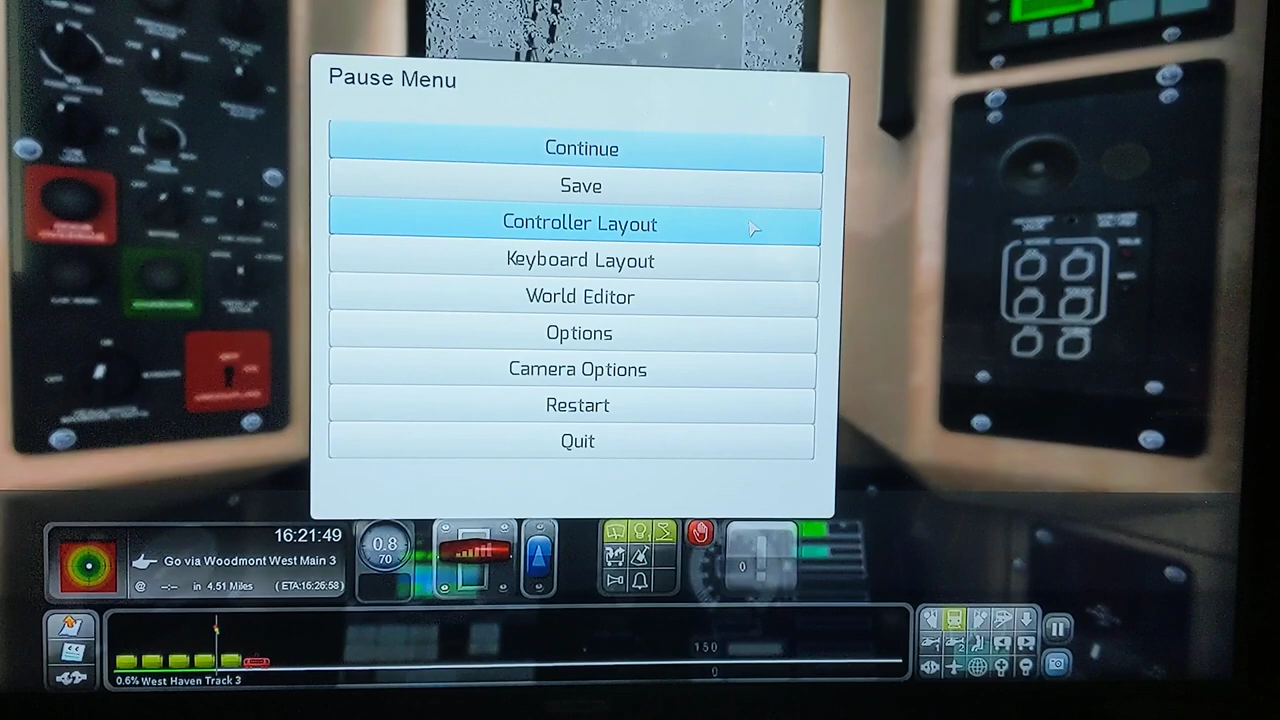 Pause Menu
Continue
Save
Controller Layout
Keyboard Layout
World Editor
Options
Camera Options
Restart
Quit
16:21:49
Go via Woodmont West Main 3
@ --:-- in 4.51 Miles (ETA:16:26:58)
0.8
70
0
150
0
0.6% West Haven Track 3